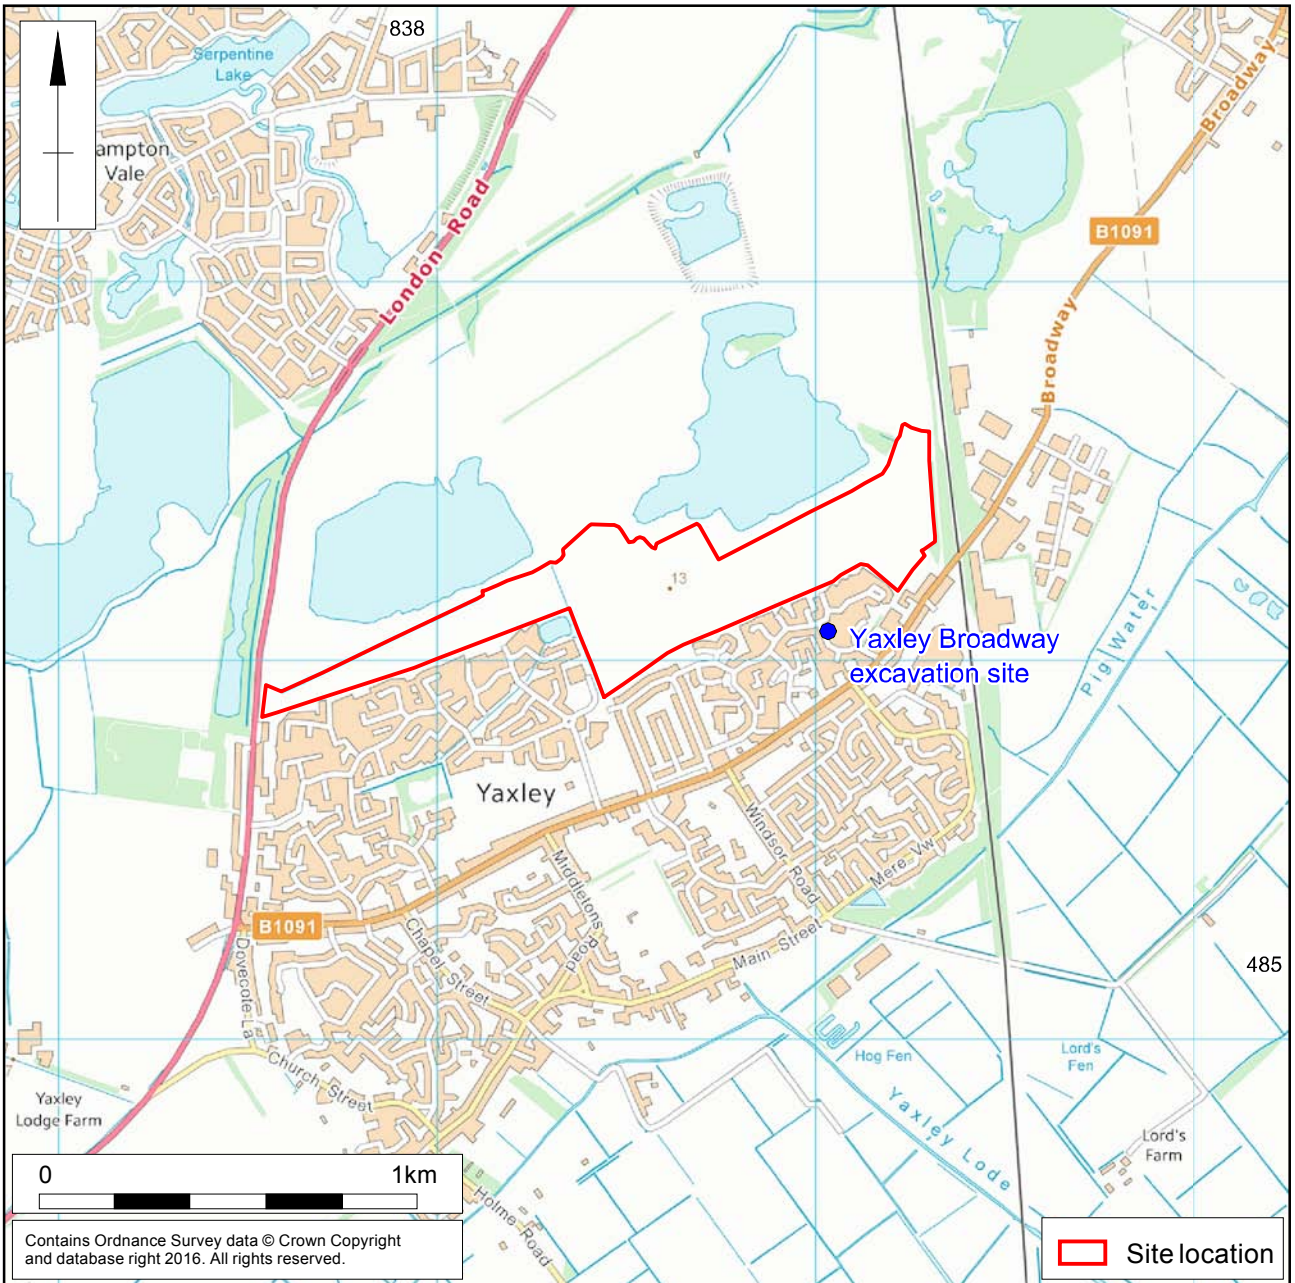 838
Serpentine
Lake
ampton
Vale
London Road
Broadway
B1091
Broadway
13
Yaxley Broadway
excavation site
Pig Water
Yaxley
Windsor Road
Mere Vw
Middletons Road
B1091
Chapel Street
Main Street
Dovecote La
485
Church Street
Hog Fen
Lord's
Fen
Yaxley
Lodge Farm
Yaxley Lode
Lord's
Farm
Holme Road
0 1km
Contains Ordnance Survey data © Crown Copyright
and database right 2016. All rights reserved.
Site location